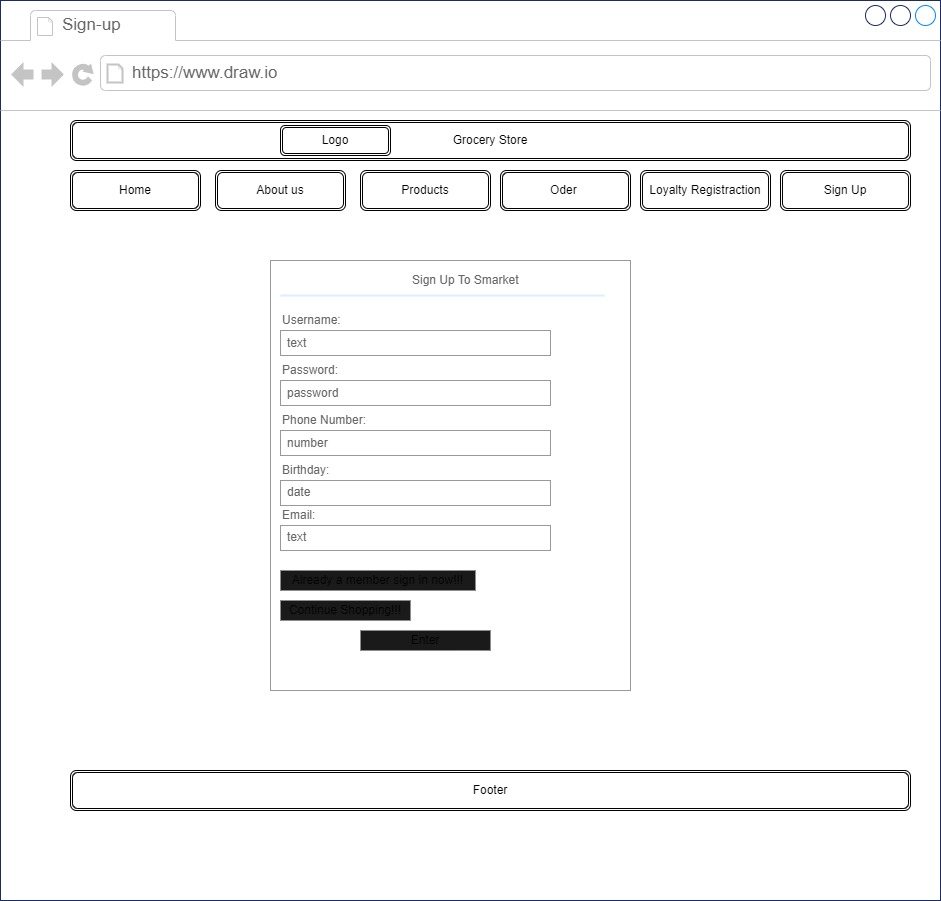 Sign-up
https://www.draw.io
Logo
Grocery Store
Home
About us
Products
Oder
Loyalty Registraction
Sign Up
Sign Up To Smarket
Username:
text
Password:
password
Phone Number:
number
Birthday:
date
Email:
text
Already a member sign in now!!!
Continue Shopping!!!
Enter
Footer